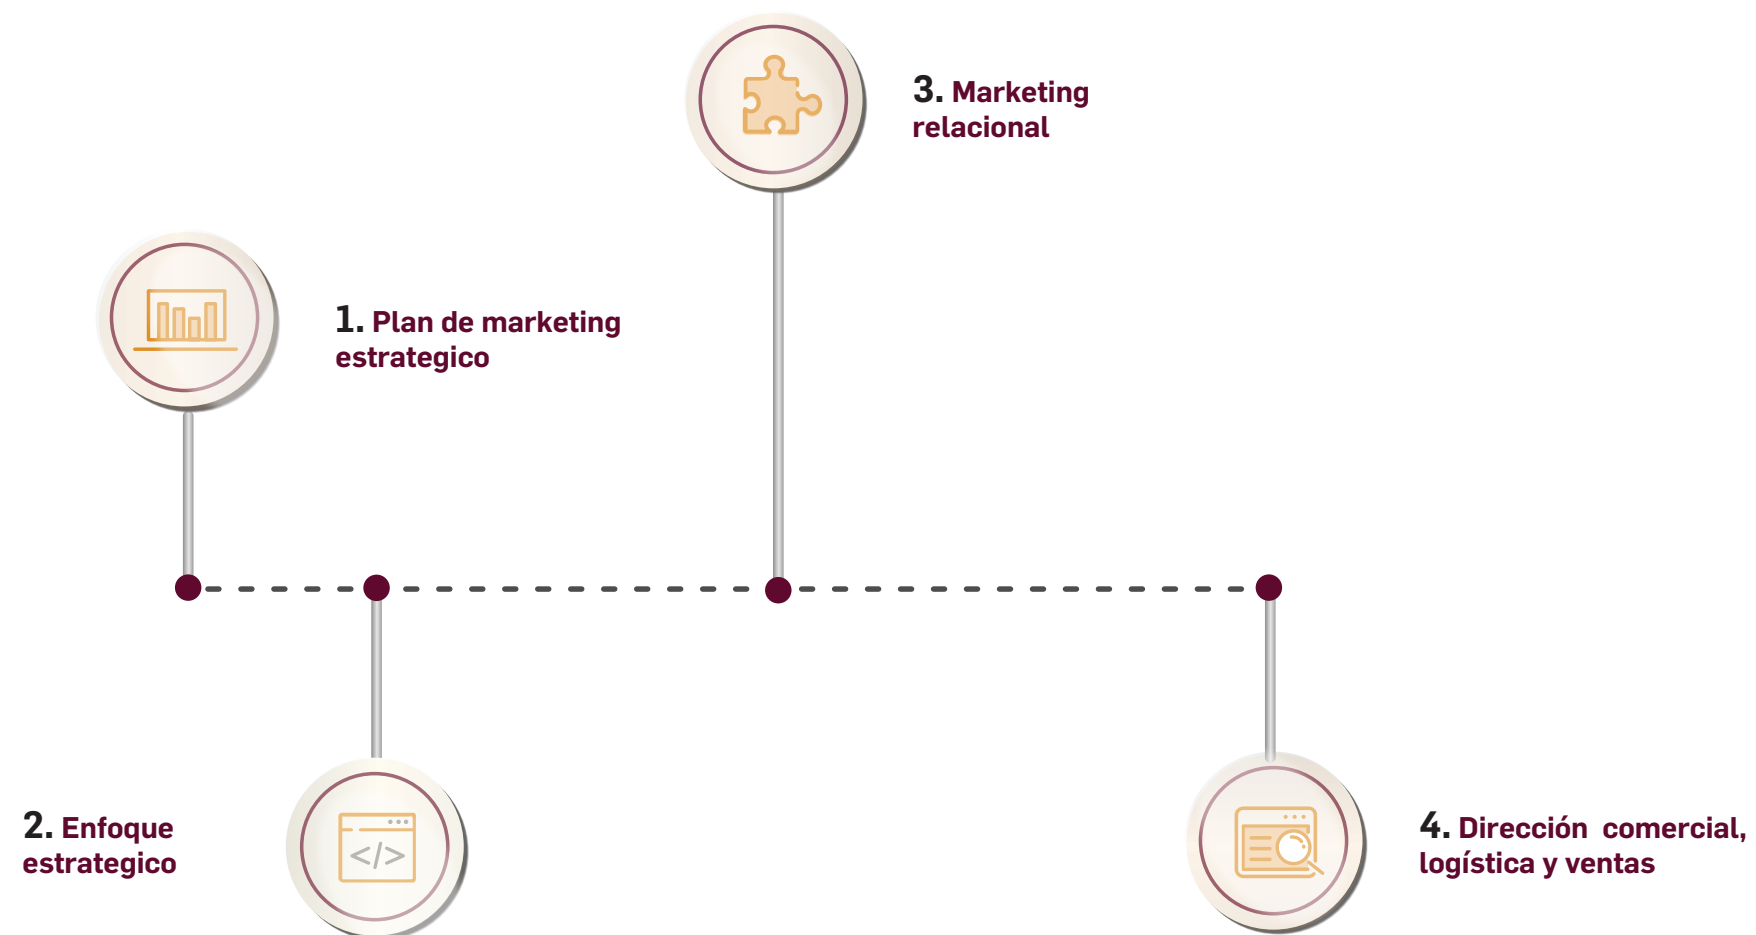 1. Plan de marketing
estrategico
2. Enfoque
estrategico
</>
3. Marketing
relacional
4. Dirección comercial,
logística y ventas